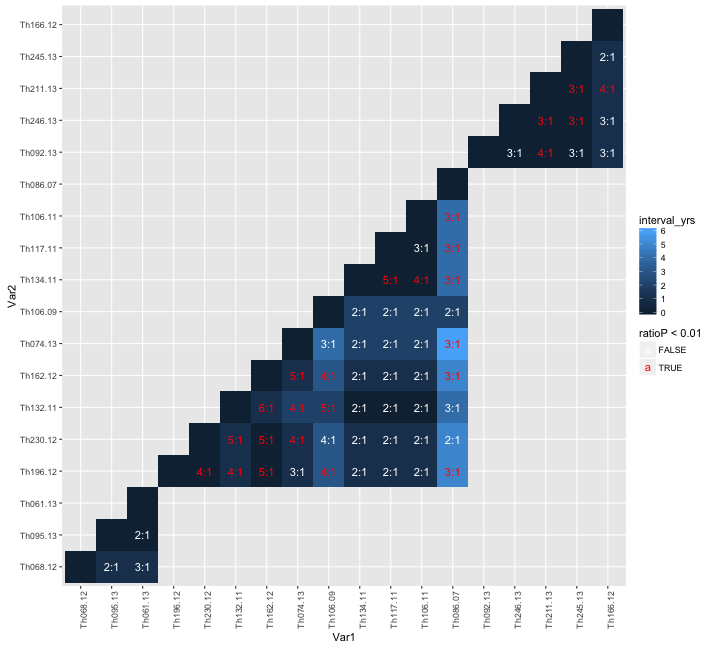 Th166.12
Th245.13 2:1
Th211.13 3:1 4:1
Th246.13 3:1 3:1 3:1
Th092.13 3:1 4:1 3:1 3:1
Th086.07
Th106.11 3:1
Th117.11 3:1 3:1
Th134.11 5:1 4:1 3:1
Th106.09 2:1 2:1 2:1 2:1
Th074.13 3:1 2:1 2:1 2:1 3:1
Th162.12 5:1 2:1 2:1 2:1 3:1
Th132.11 6:1 4:1 5:1 2:1 2:1 2:1 3:1
Th230.12 5:1 5:1 4:1 4:1 2:1 2:1 2:1 2:1
Th196.12 4:1 4:1 5:1 3:1 2:1 2:1 2:1 3:1
Th061.13
Th095.13 2:1
Th068.12 2:1 3:1
Var2
Th068.12 Th095.13 Th061.13 Th196.12 Th230.12 Th132.11 Th162.12 Th074.13 Th106.09 Th134.11 Th117.11 Th106.11 Th086.07 Th092.13 Th246.13 Th211.13 Th245.13 Th166.12
Var1
interval_yrs
6
5
4
3
2
1
0
ratioP < 0.01
FALSE
a TRUE